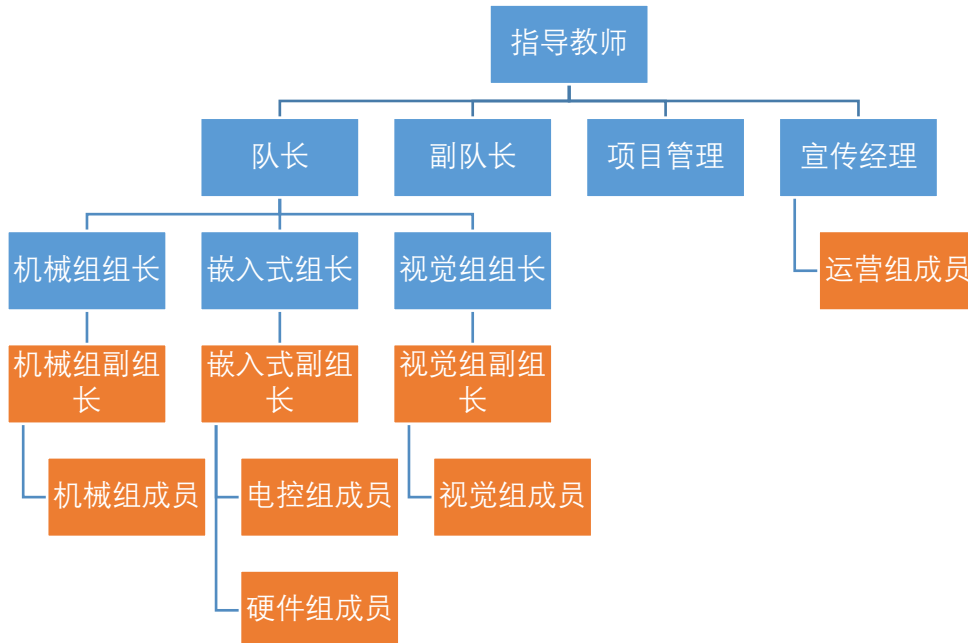 指导教师
队长
副队长
项目管理
宣传经理
机械组组长
嵌入式组长
视觉组组长
运营组成员
机械组副组
长
嵌入式副组
长
视觉组副组
长
机械组成员
电控组成员
视觉组成员
硬件组成员